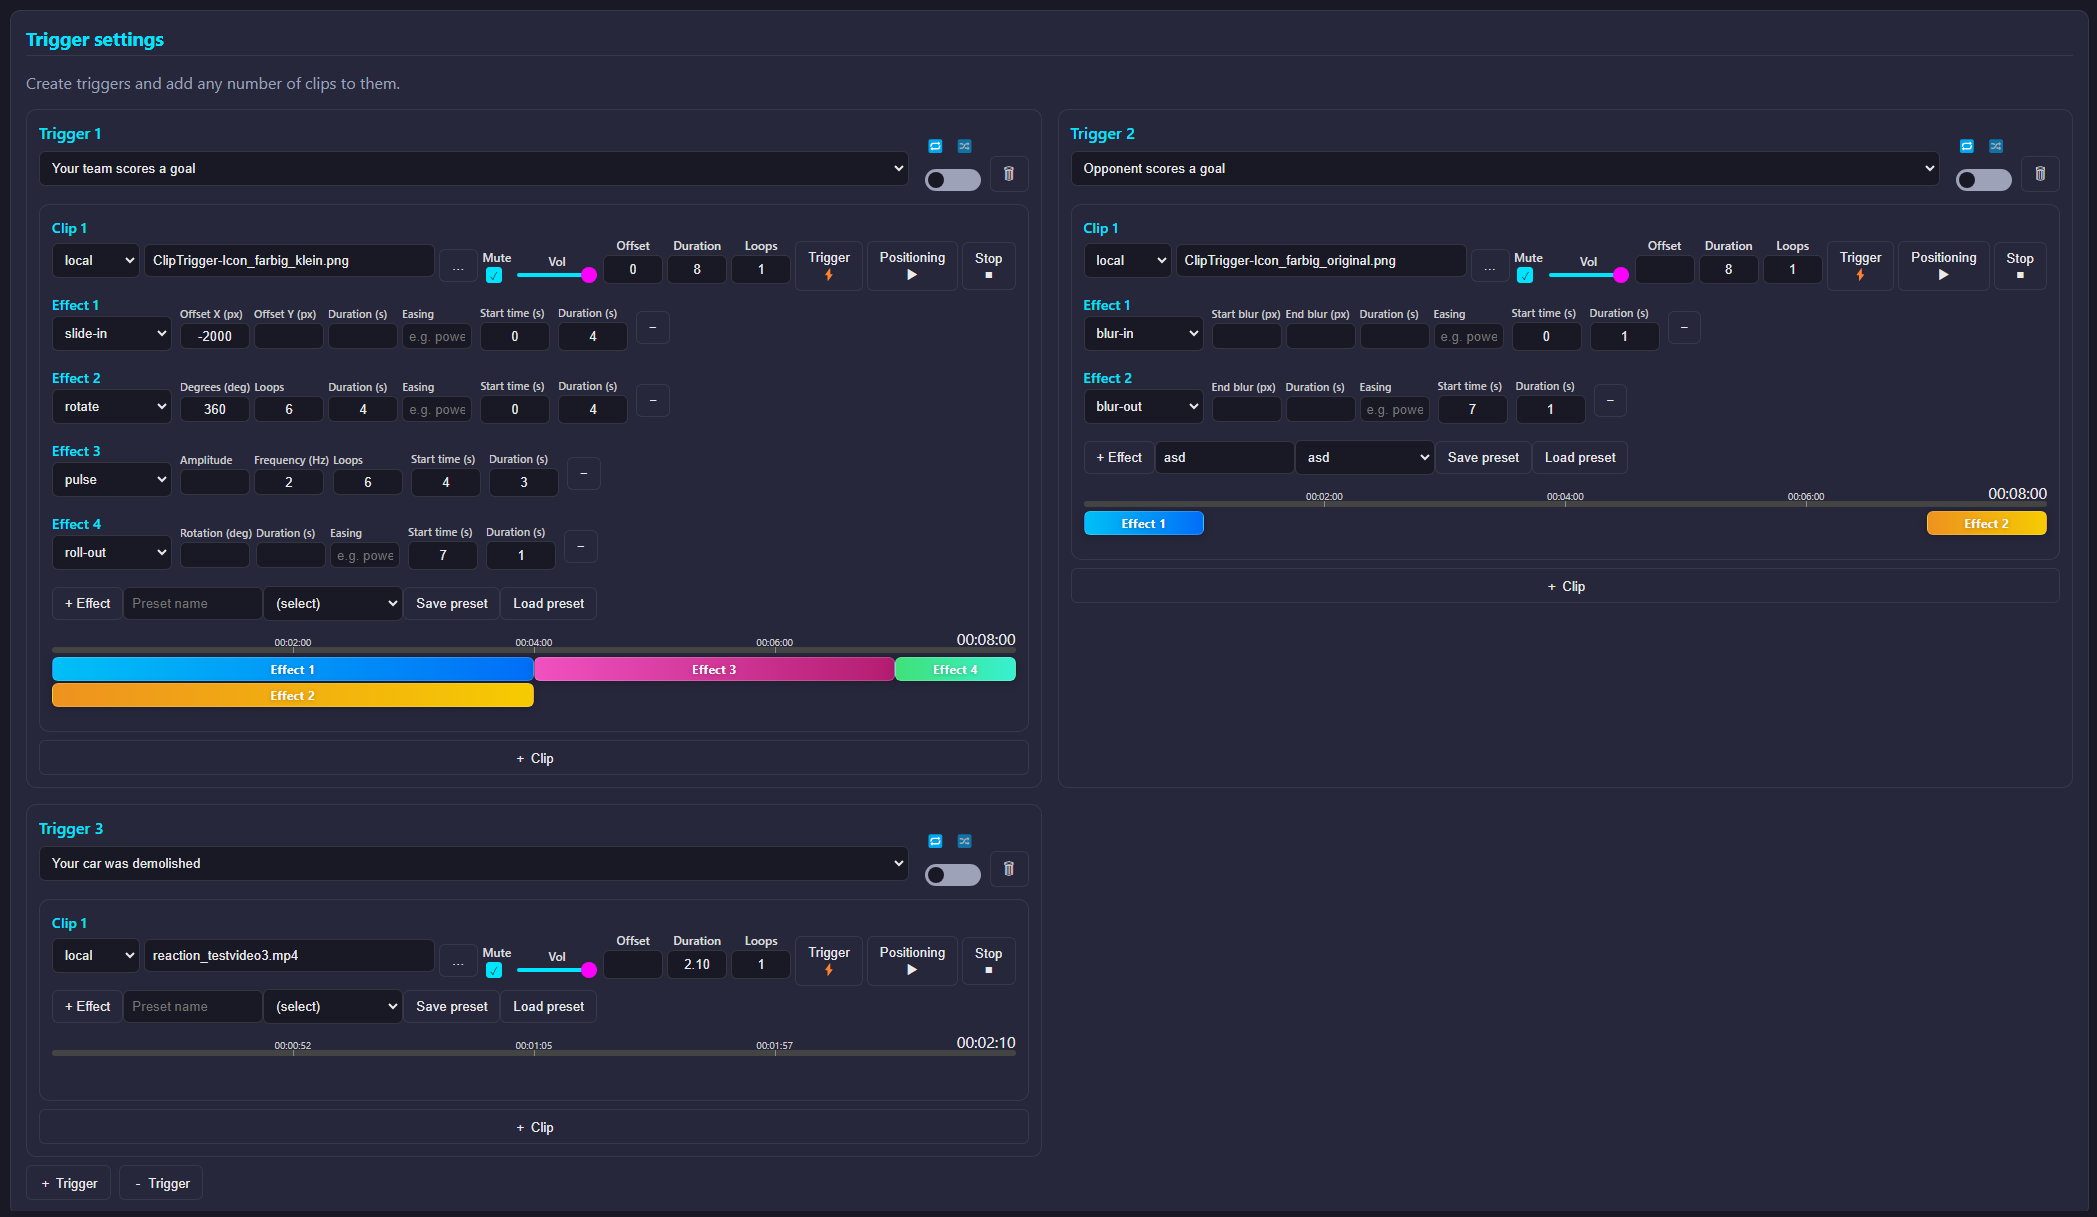 Trigger settings
Create triggers and add any number of clips to them.
Trigger 1
Your team scores a goal
Clip 1
local ClipTrigger-Icon_farbig_klein.png ... Mute Vol Offset 0 Duration 8 Loops 1 Trigger Positioning Stop
Effect 1
slide-in Offset X (px) -2000 Offset Y (px) Duration (s) Easing e.g. powe Start time (s) 0 Duration (s) 4 −
Effect 2
rotate Degrees (deg) 360 Loops 6 Duration (s) 4 Easing e.g. powe Start time (s) 0 Duration (s) 4 −
Effect 3
pulse Amplitude Frequency (Hz) 2 Loops 6 Start time (s) 4 Duration (s) 3 −
Effect 4
roll-out Rotation (deg) Duration (s) Easing e.g. powe Start time (s) 7 Duration (s) 1 −
+ Effect Preset name (select) Save preset Load preset
00:02:00 00:04:00 00:06:00 00:08:00
Effect 1 Effect 3 Effect 4
Effect 2
+ Clip
Trigger 2
Opponent scores a goal
Clip 1
local ClipTrigger-Icon_farbig_original.png ... Mute Vol Offset Duration 8 Loops 1 Trigger Positioning Stop
Effect 1
blur-in Start blur (px) End blur (px) Duration (s) Easing e.g. powe Start time (s) 0 Duration (s) 1 −
Effect 2
blur-out End blur (px) Duration (s) Easing e.g. powe Start time (s) 7 Duration (s) 1 −
+ Effect asd asd Save preset Load preset
00:02:00 00:04:00 00:06:00 00:08:00
Effect 1 Effect 2
+ Clip
Trigger 3
Your car was demolished
Clip 1
local reaction_testvideo3.mp4 ... Mute Vol Offset Duration 2.10 Loops 1 Trigger Positioning Stop
+ Effect Preset name (select) Save preset Load preset
00:00:52 00:01:05 00:01:57 00:02:10
+ Clip
+ Trigger - Trigger